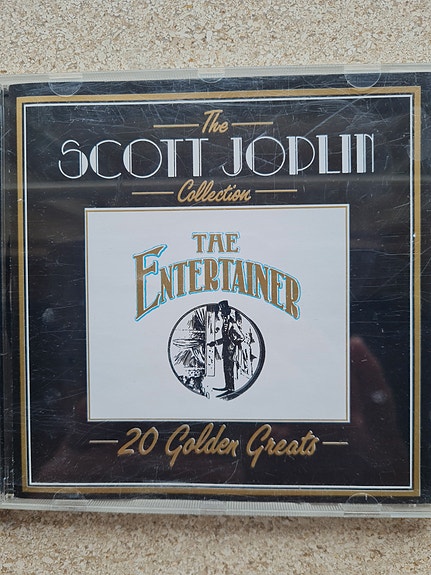 The
SCOTT JOPLIN
Collection
THE
ENTERTAINER
20 Golden Greats